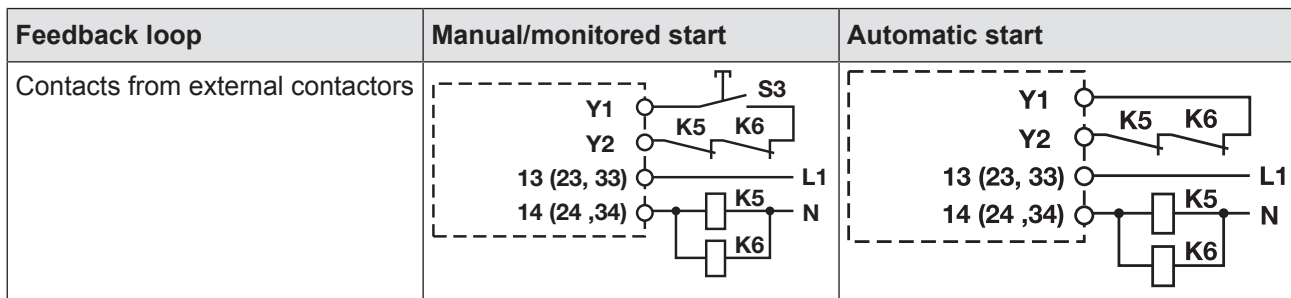 Feedback loop
Manual/monitored start
Automatic start
Contacts from external contactors
S3
Y1
K5 K6
Y2
13 (23, 33) L1
K5
14 (24 ,34) N
K6
Y1
K5 K6
Y2
13 (23, 33) L1
K5
14 (24 ,34) N
K6